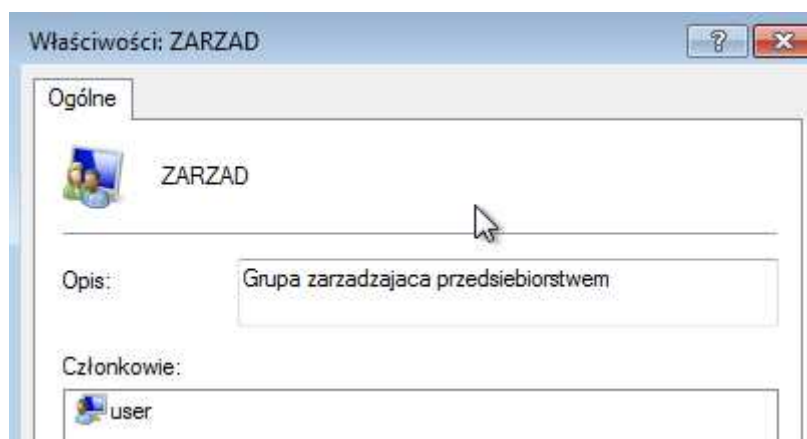 Właściwości: ZARZAD
Ogólne
ZARZAD
Opis: Grupa zarzadzajaca przedsiebiorstwem
Członkowie:
user